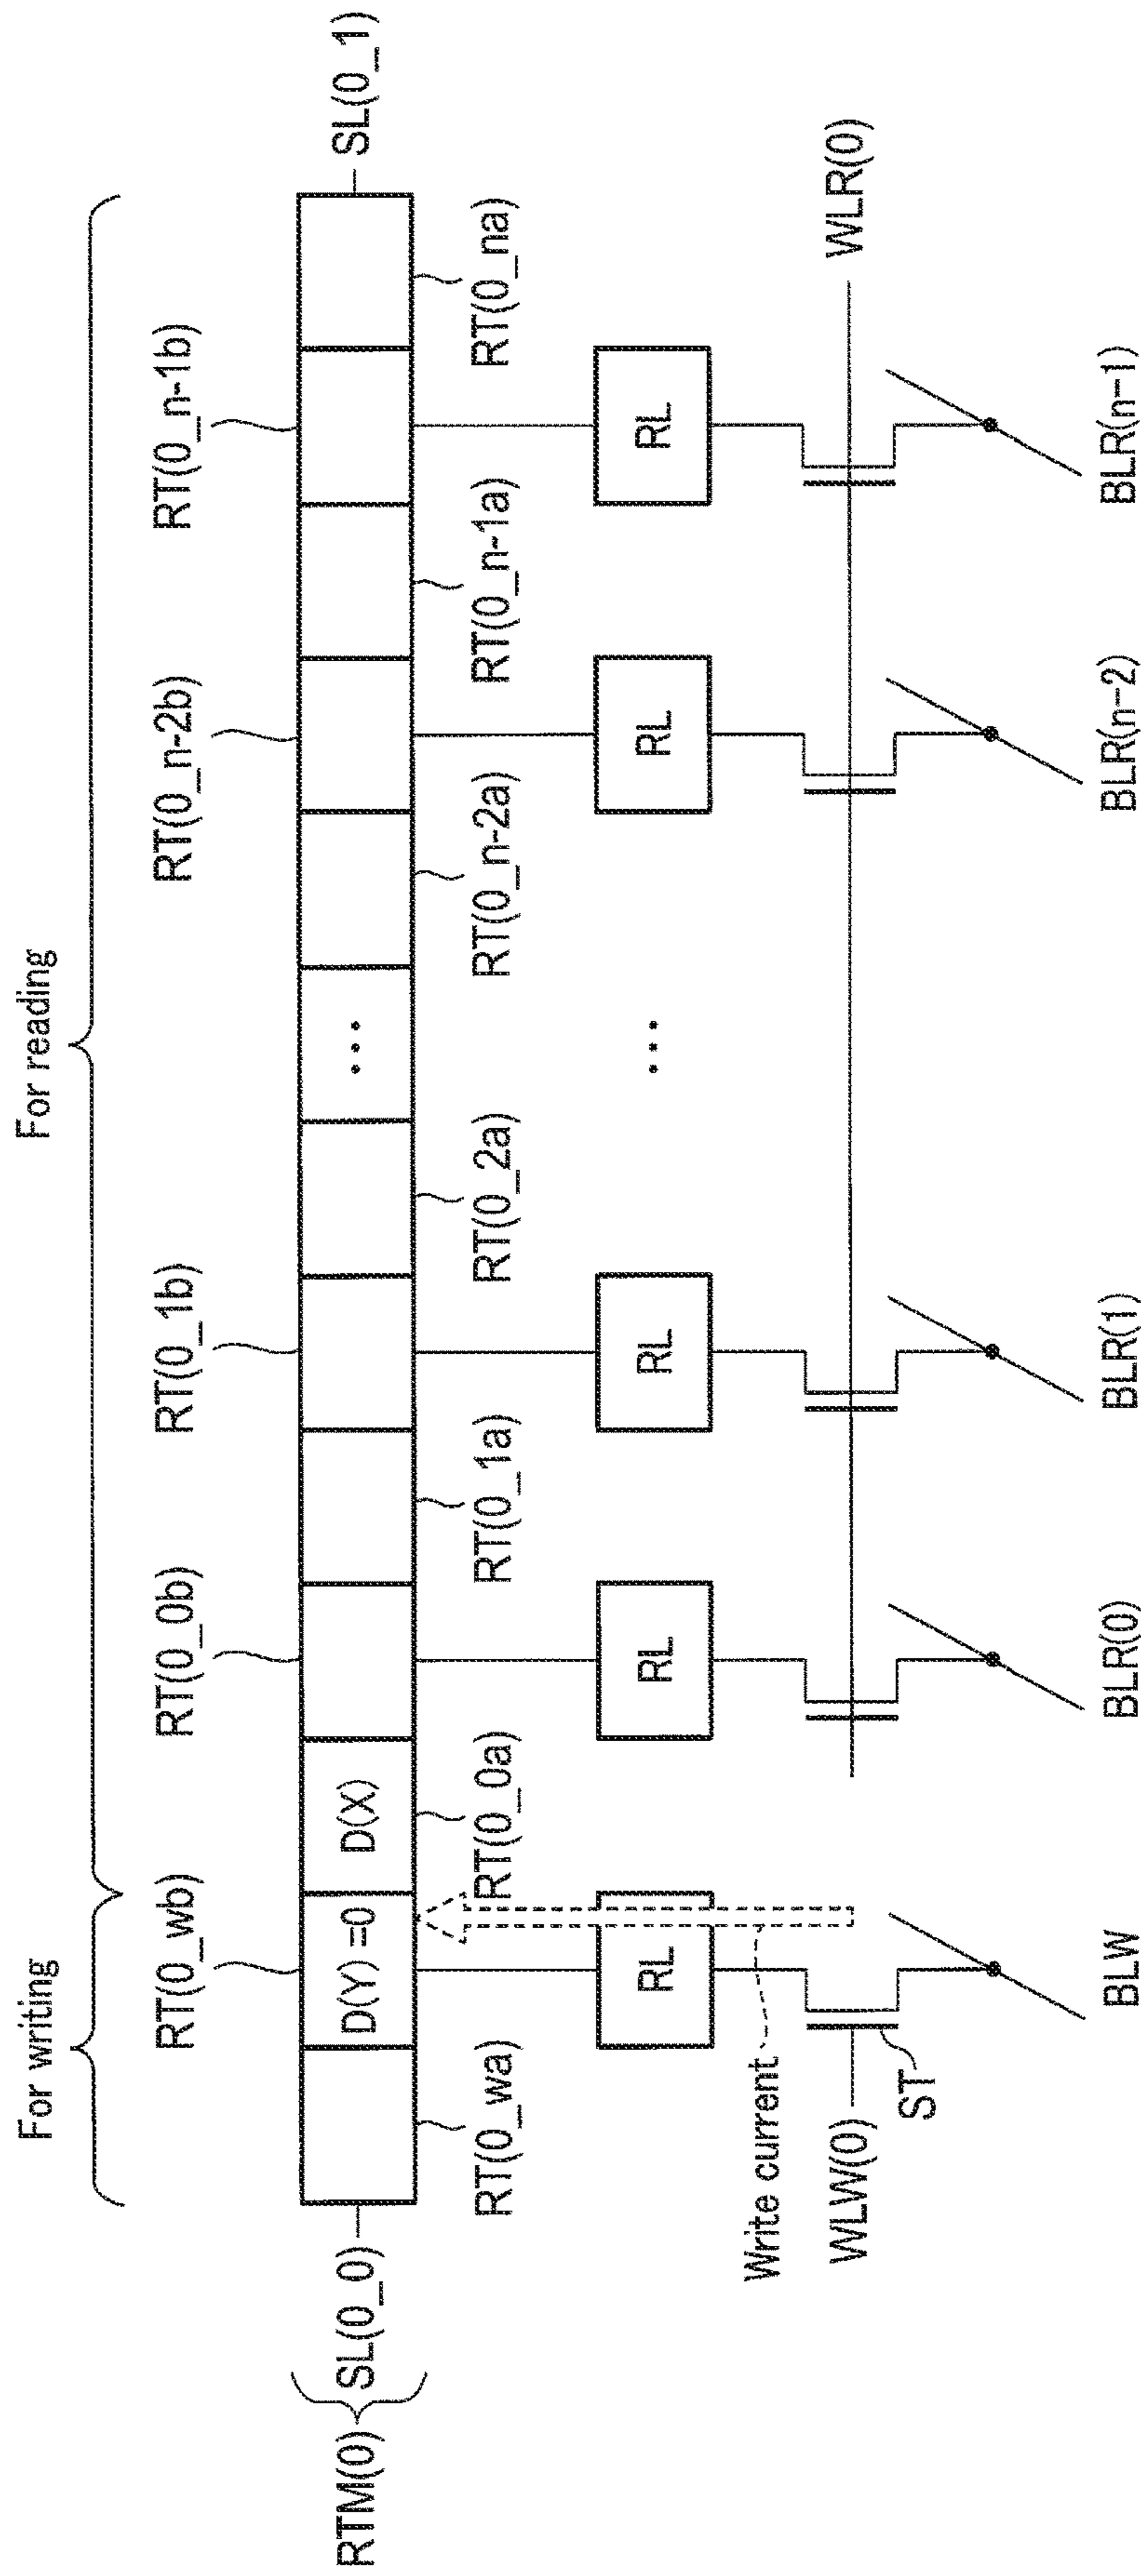 For writing
For reading
RT(0_wb)
RT(0_0b)
RT(0_1b)
RT(0_n-2b)
RT(0_n-1b)
RTM(0)
SL(0_0)
D(Y) =0
D(X)
...
SL(0_1)
RT(0_wa)
RT(0_0a)
RT(0_1a)
RT(0_2a)
RT(0_n-2a)
RT(0_n-1a)
RT(0_na)
RL
RL
RL
...
RL
RL
Write current
WLW(0)
ST
WLR(0)
BLW
BLR(0)
BLR(1)
BLR(n-2)
BLR(n-1)